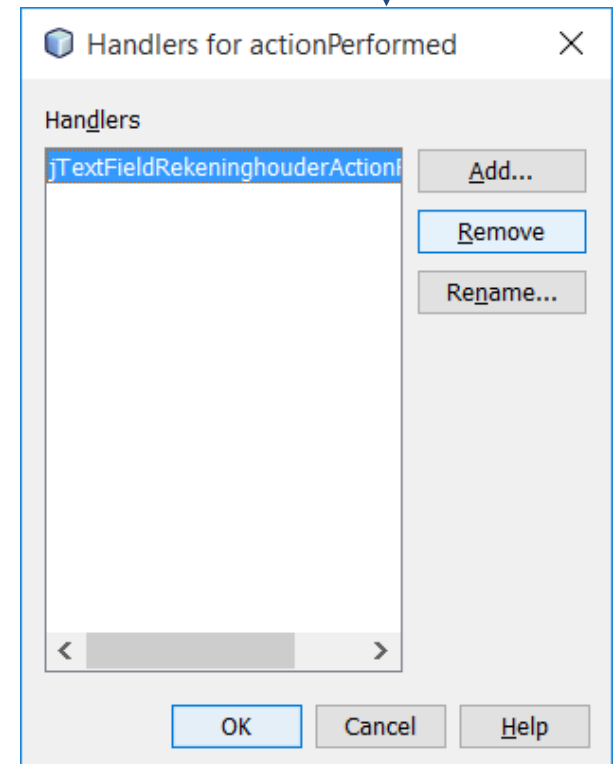 Handlers for actionPerformed
Handlers
jTextFieldRekeninghouderActionP
Add...
Remove
Rename...
OK
Cancel
Help